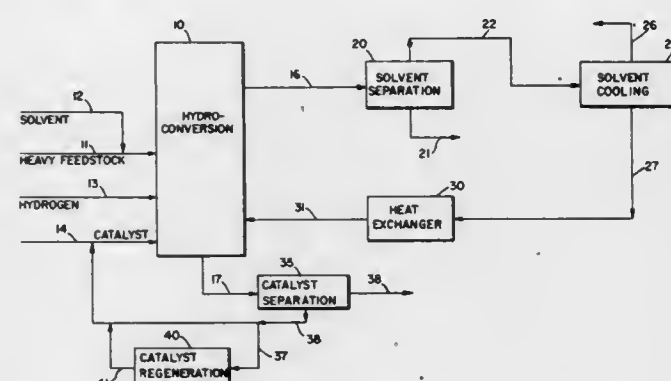 10
12
SOLVENT
11
HEAVY FEEDSTOCK
13
HYDROGEN
14
CATALYST
HYDRO-
CONVERSION
16
20
SOLVENT
SEPARATION
21
22
26
SOLVENT
COOLING
27
30
HEAT
EXCHANGER
31
17
35
CATALYST
SEPARATION
38
38
37
40
CATALYST
REGENERATION